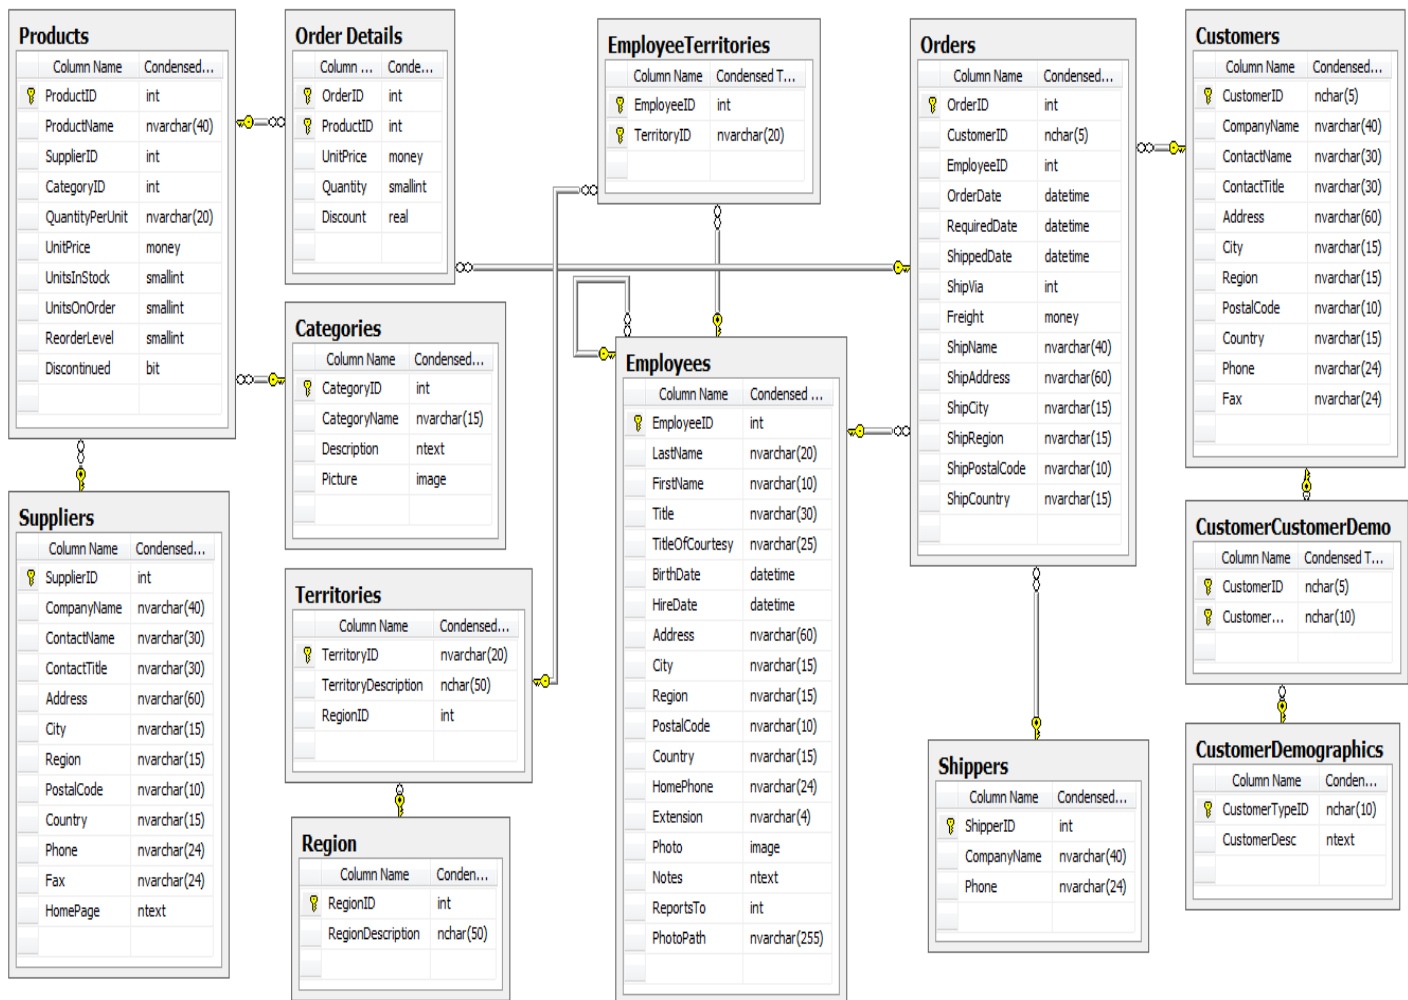 Products
Column Name Condensed...
ProductID int
ProductName nvarchar(40)
SupplierID int
CategoryID int
QuantityPerUnit nvarchar(20)
UnitPrice money
UnitsInStock smallint
UnitsOnOrder smallint
ReorderLevel smallint
Discontinued bit
Suppliers
Column Name Condensed...
SupplierID int
CompanyName nvarchar(40)
ContactName nvarchar(30)
ContactTitle nvarchar(30)
Address nvarchar(60)
City nvarchar(15)
Region nvarchar(15)
PostalCode nvarchar(10)
Country nvarchar(15)
Phone nvarchar(24)
Fax nvarchar(24)
HomePage ntext
Order Details
Column ... Conde...
OrderID int
ProductID int
UnitPrice money
Quantity smallint
Discount real
Categories
Column Name Condensed...
CategoryID int
CategoryName nvarchar(15)
Description ntext
Picture image
Territories
Column Name Condensed...
TerritoryID nvarchar(20)
TerritoryDescription nchar(50)
RegionID int
Region
Column Name Conden...
RegionID int
RegionDescription nchar(50)
EmployeeTerritories
Column Name Condensed T...
EmployeeID int
TerritoryID nvarchar(20)
Employees
Column Name Condensed ...
EmployeeID int
LastName nvarchar(20)
FirstName nvarchar(10)
Title nvarchar(30)
TitleOfCourtesy nvarchar(25)
BirthDate datetime
HireDate datetime
Address nvarchar(60)
City nvarchar(15)
Region nvarchar(15)
PostalCode nvarchar(10)
Country nvarchar(15)
HomePhone nvarchar(24)
Extension nvarchar(4)
Photo image
Notes ntext
ReportsTo int
PhotoPath nvarchar(255)
Orders
Column Name Condensed...
OrderID int
CustomerID nchar(5)
EmployeeID int
OrderDate datetime
RequiredDate datetime
ShippedDate datetime
ShipVia int
Freight money
ShipName nvarchar(40)
ShipAddress nvarchar(60)
ShipCity nvarchar(15)
ShipRegion nvarchar(15)
ShipPostalCode nvarchar(10)
ShipCountry nvarchar(15)
Shippers
Column Name Condensed...
ShipperID int
CompanyName nvarchar(40)
Phone nvarchar(24)
Customers
Column Name Condensed...
CustomerID nchar(5)
CompanyName nvarchar(40)
ContactName nvarchar(30)
ContactTitle nvarchar(30)
Address nvarchar(60)
City nvarchar(15)
Region nvarchar(15)
PostalCode nvarchar(10)
Country nvarchar(15)
Phone nvarchar(24)
Fax nvarchar(24)
CustomerCustomerDemo
Column Name Condensed T...
CustomerID nchar(5)
Customer... nchar(10)
CustomerDemographics
Column Name Conden...
CustomerTypeID nchar(10)
CustomerDesc ntext